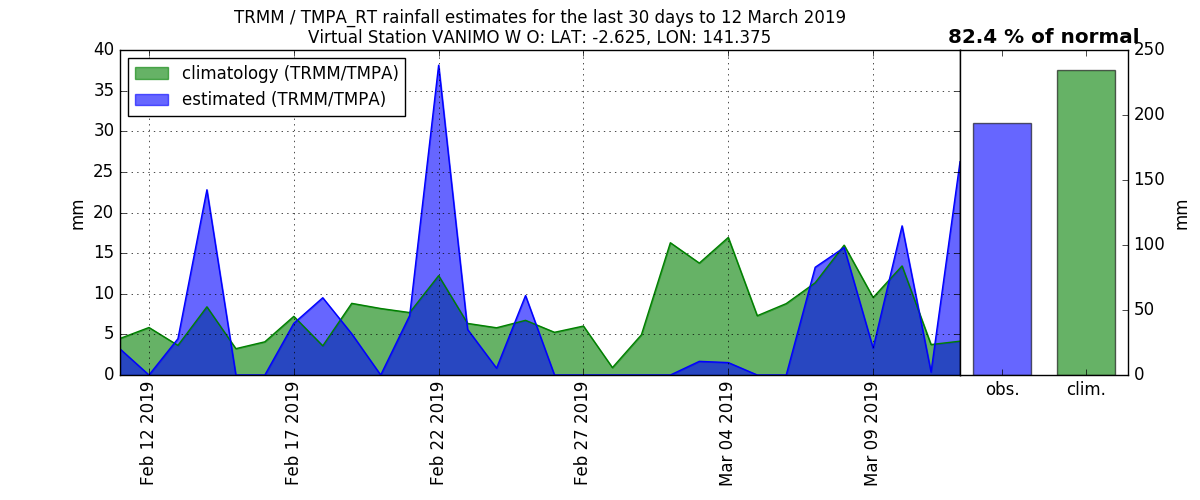 TRMM / TMPA_RT rainfall estimates for the last 30 days to 12 March 2019
Virtual Station VANIMO W O: LAT: -2.625, LON: 141.375
82.4 % of normal
climatology (TRMM/TMPA)
estimated (TRMM/TMPA)
40
35
30
25
20
15
10
5
0
mm
Feb 12 2019
Feb 17 2019
Feb 22 2019
Feb 27 2019
Mar 04 2019
Mar 09 2019
250
200
150
100
50
0
mm
obs.
clim.